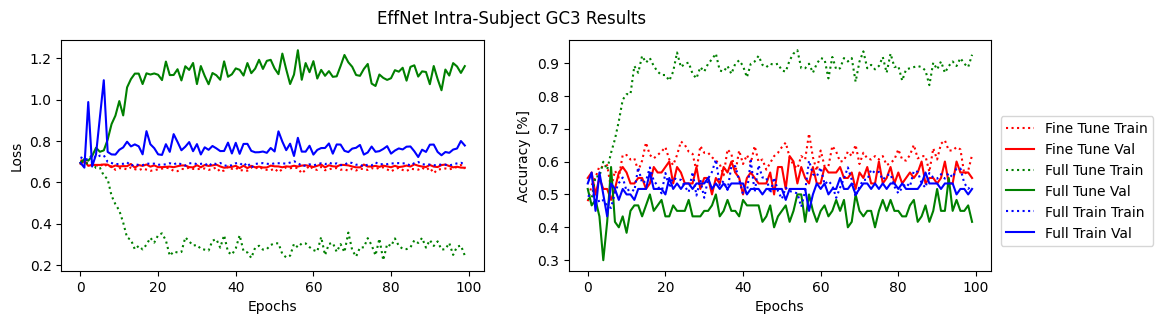 EffNet Intra-Subject GC3 Results
Loss
1.2
1.0
0.8
0.6
0.4
0.2
0
20
40
60
80
100
Epochs
Accuracy [%]
0.9
0.8
0.7
0.6
0.5
0.4
0.3
0
20
40
60
80
100
Epochs
Fine Tune Train
Fine Tune Val
Full Tune Train
Full Tune Val
Full Train Train
Full Train Val